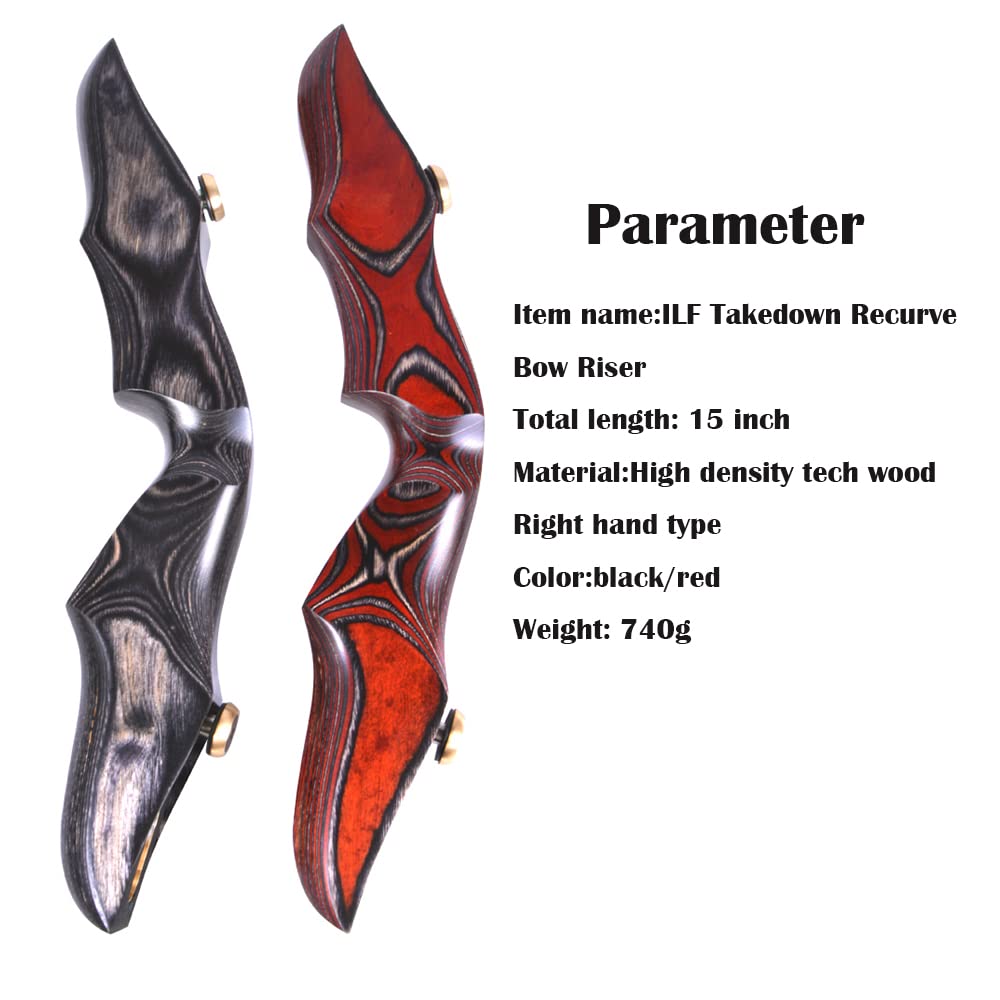 Parameter
Item name:ILF Takedown Recurve
Bow Riser
Total length: 15 inch
Material:High density tech wood
Right hand type
Color:black/red
Weight: 740g